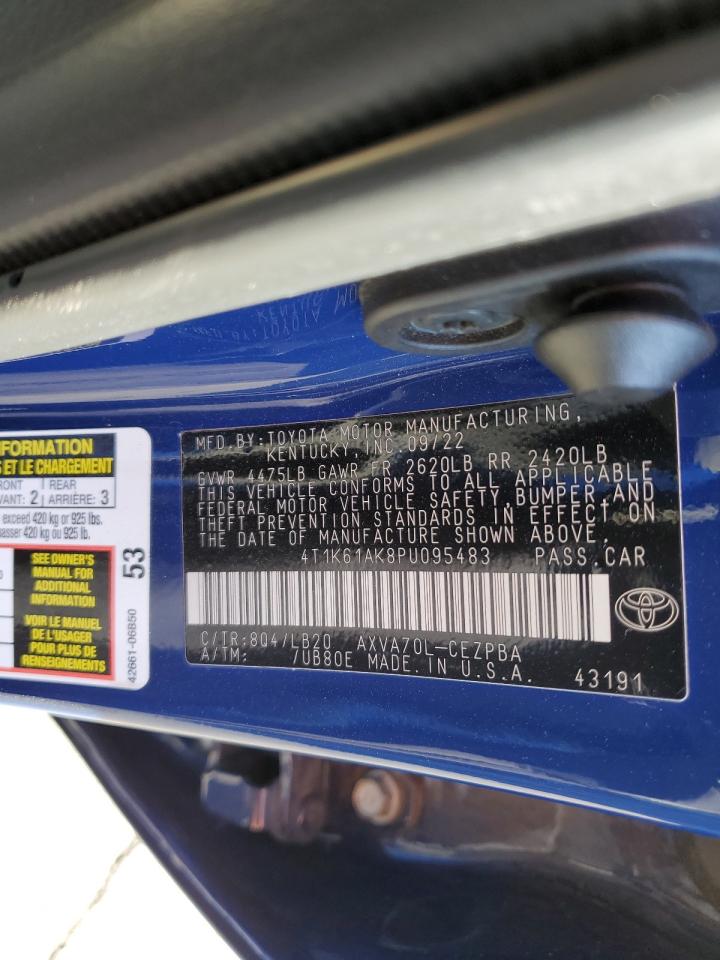 MFD.BY:TOYOTA MOTOR MANUFACTURING,
KENTUCKY,INC 09/22
GVWR 4475LB GAWR FR 2620LB RR 2420LB
THIS VEHICLE CONFORMS TO ALL APPLICABLE
FEDERAL MOTOR VEHICLE SAFETY,BUMPER,AND
THEFT PREVENTION STANDARDS IN EFFECT ON
THE DATE OF MANUFACTURE SHOWN ABOVE.
4T1K61AK8PU095483 PASS.CAR
C/TR:8Q4/LB20 AXVA70L-CEZPBA
A/TM: /UB80E MADE.IN.U.S.A.
43191
FORMATION
S ET LE CHARGEMENT
RONT REAR
VANT: 2 ARRIÈRE: 3
exceed 420 kg or 925 lbs.
asser 420 kg ou 925 lb.
SEE OWNER'S
MANUAL FOR
ADDITIONAL
INFORMATION
VOIR LE MANUEL
DE L'USAGER
POUR PLUS DE
RENSEIGNEMENTS
53
42661-06B50